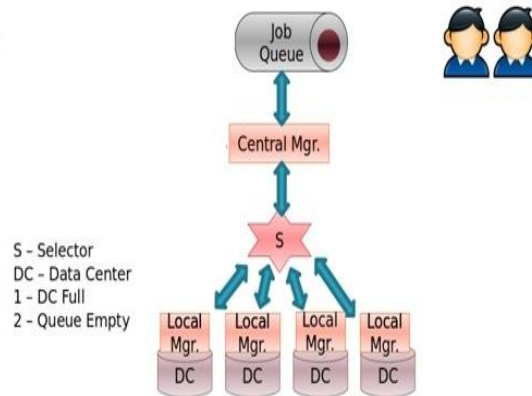 Job
Queue
Central Mgr.
S
S – Selector
DC – Data Center
1 – DC Full
2 – Queue Empty
Local
Mgr.
DC
Local
Mgr.
DC
Local
Mgr.
DC
Local
Mgr.
DC